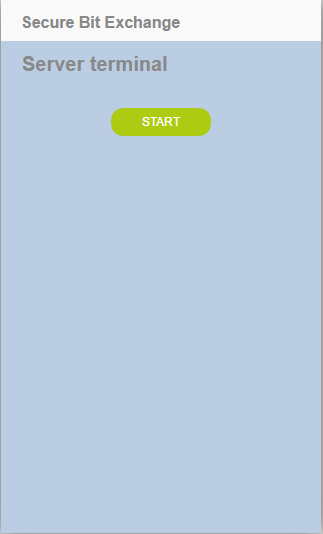 Secure Bit Exchange
Server terminal
START